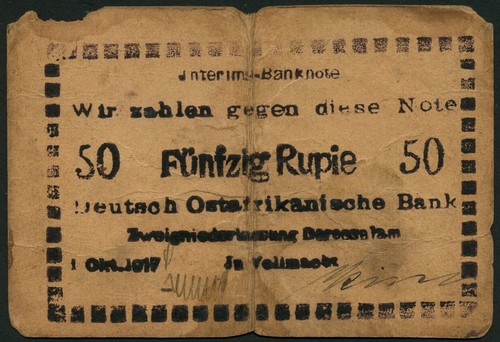 Interims-Banknote
Wir zahlen gegen diese Note
50 Fünfzig Rupie 50
Deutsch Ostafrikanische Bank
Zweigniederlassung Daressalam
1 Okt. 1917 In Vollmacht